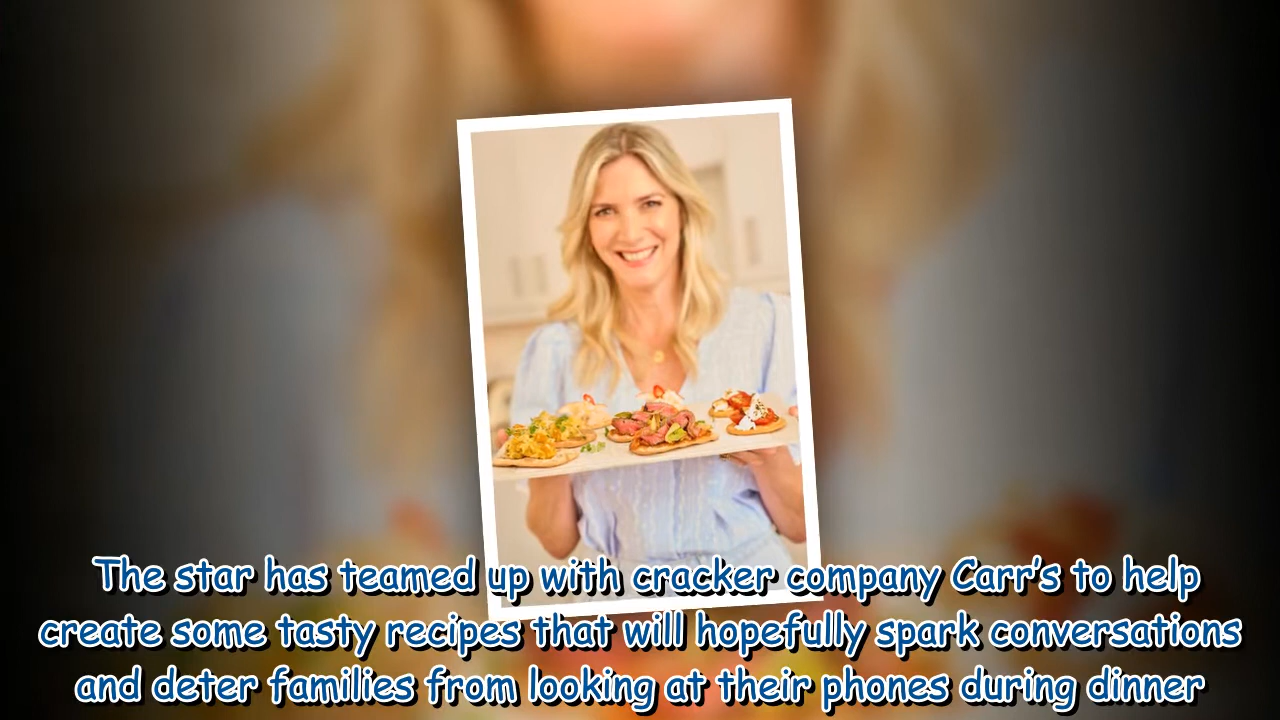 The star has teamed up with cracker company Carr's to help
create some tasty recipes that will hopefully spark conversations
and deter families from looking at their phones during dinner